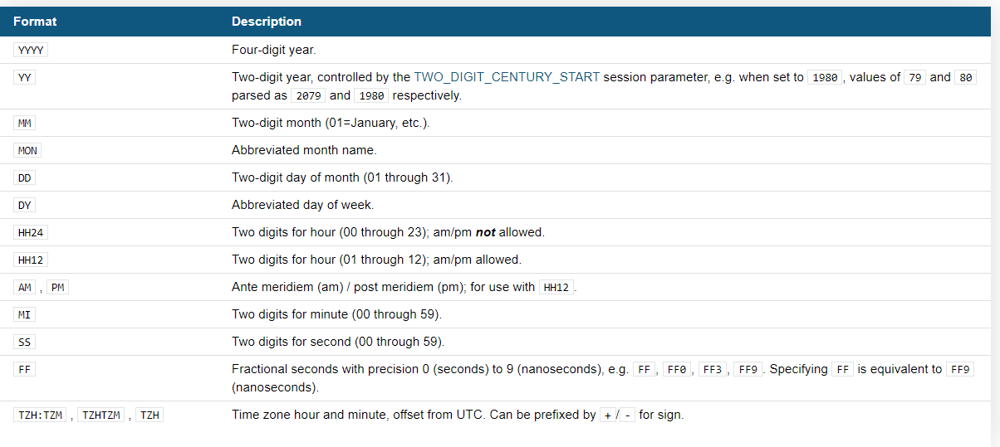 Format Description
YYYY Four-digit year.
YY Two-digit year, controlled by the TWO_DIGIT_CENTURY_START session parameter, e.g. when set to 1980 , values of 79 and 80
parsed as 2079 and 1980 respectively.
MM Two-digit month (01=January, etc.).
MON Abbreviated month name.
DD Two-digit day of month (01 through 31).
DY Abbreviated day of week.
HH24 Two digits for hour (00 through 23); am/pm not allowed.
HH12 Two digits for hour (01 through 12); am/pm allowed.
AM , PM Ante meridiem (am) / post meridiem (pm); for use with HH12 .
MI Two digits for minute (00 through 59).
SS Two digits for second (00 through 59).
FF Fractional seconds with precision 0 (seconds) to 9 (nanoseconds), e.g. FF , FF0 , FF3 , FF9 . Specifying FF is equivalent to FF9
(nanoseconds).
TZH:TZM , TZHTZM , TZH Time zone hour and minute, offset from UTC. Can be prefixed by + / - for sign.